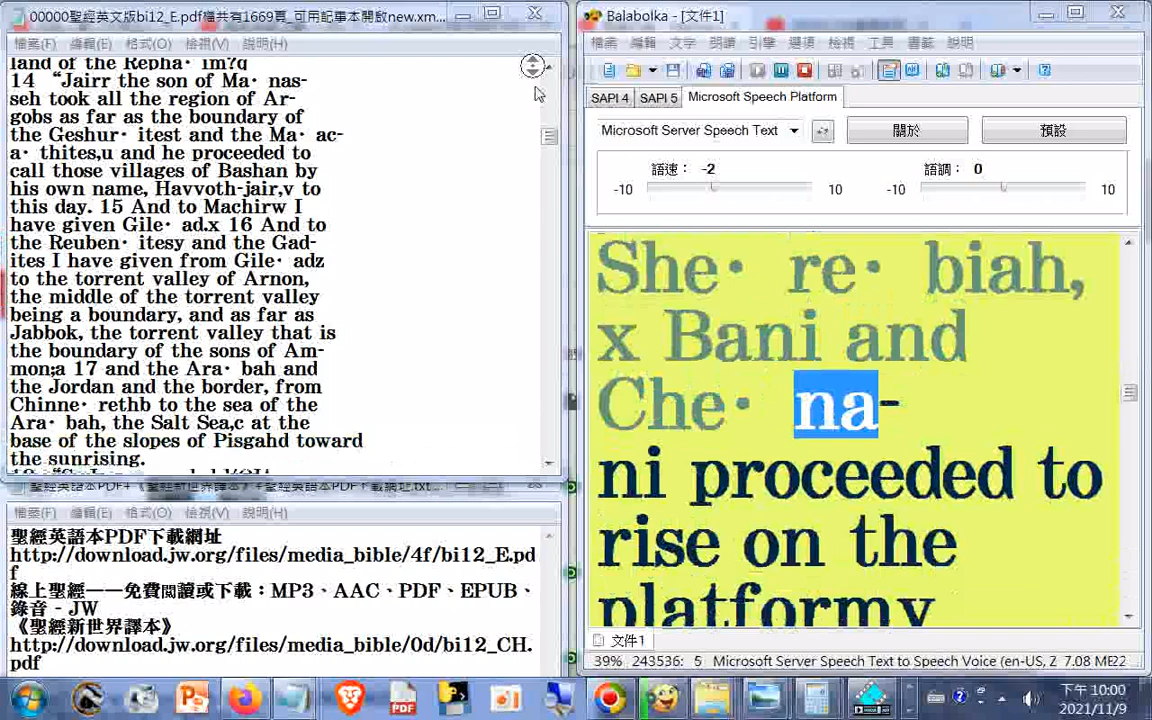 00000聖經英文版bi12_E.pdf檔共有1669頁_可用記事本開啟new.xm...
檔案(F) 編輯(E) 格式(O) 檢視(V) 說明(H)
land of the Repha· im?q
14 “Jairr the son of Ma· nas-
seh took all the region of Ar-
gobs as far as the boundary of
the Geshur· itest and the Ma· ac-
a· thites,u and he proceeded to
call those villages of Bashan by
his own name, Havvoth-jair,v to
this day. 15 And to Machirw I
have given Gile· ad.x 16 And to
the Reuben· itesy and the Gad-
ites I have given from Gile· adz
to the torrent valley of Arnon,
the middle of the torrent valley
being a boundary, and as far as
Jabbok, the torrent valley that is
the boundary of the sons of Am-
mon;a 17 and the Ara· bah and
the Jordan and the border, from
Chinne· rethb to the sea of the
Ara· bah, the Salt Sea,c at the
base of the slopes of Pisgahd toward
the sunrising.
檔案(F) 編輯(E) 格式(O) 檢視(V) 說明(H)
聖經英語本PDF下載網址
http://download.jw.org/files/media_bible/4f/bi12_E.pd
f
線上聖經——免費閱讀或下載：MP3、AAC、PDF、EPUB、
錄音 - JW
《聖經新世界譯本》
http://download.jw.org/files/media_bible/0d/bi12_CH.
pdf
Balabolka - [文件1]
檔案 編輯 文字 朗讀 引擎 選項 檢視 工具 書籤 說明
SAPI 4 SAPI 5 Microsoft Speech Platform
Microsoft Server Speech Text 關於 預設
語速： -2 語調： 0
-10 10 -10 10
She· re· biah,
x Bani and
Che· na-
ni proceeded to
rise on the
platformy
文件1
39% 243536: 5 Microsoft Server Speech Text to Speech Voice (en-US, Z 7.08 ME22
PDF
下午 10:00
2021/11/9